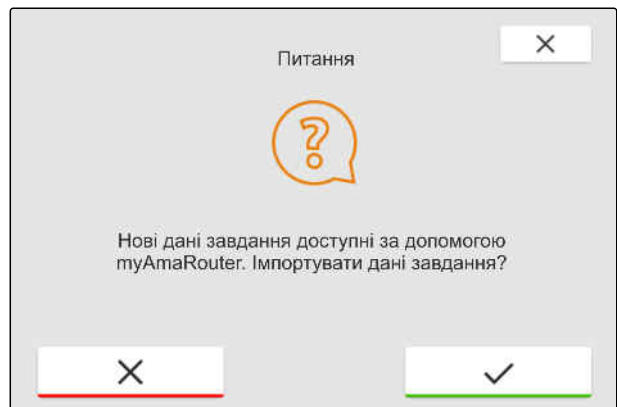 Питання
Нові дані завдання доступні за допомогою
myAmaRouter. Імпортувати дані завдання?